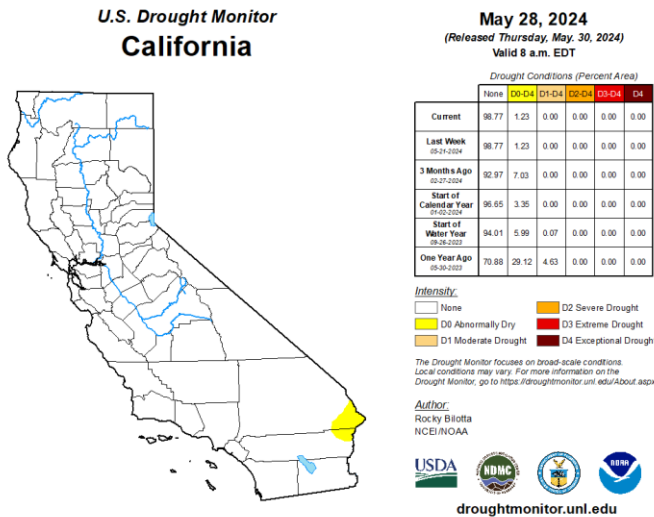 U.S. Drought Monitor
California
May 28, 2024
(Released Thursday, May. 30, 2024)
Valid 8 a.m. EDT
Drought Conditions (Percent Area)
None D0-D4 D1-D4 D2-D4 D3-D4 D4
Current 98.77 1.23 0.00 0.00 0.00 0.00
Last Week 05-21-2024 98.77 1.23 0.00 0.00 0.00 0.00
3 Months Ago 02-27-2024 92.97 7.03 0.00 0.00 0.00 0.00
Start of Calendar Year 01-02-2024 96.65 3.35 0.00 0.00 0.00 0.00
Start of Water Year 09-26-2023 94.01 5.99 0.07 0.00 0.00 0.00
One Year Ago 05-30-2023 70.88 29.12 4.63 0.00 0.00 0.00
Intensity:
None
D0 Abnormally Dry
D1 Moderate Drought
D2 Severe Drought
D3 Extreme Drought
D4 Exceptional Drough
The Drought Monitor focuses on broad-scale conditions.
Local conditions may vary. For more information on the
Drought Monitor, go to https://droughtmonitor.unl.edu/About.aspx
Author:
Rocky Bilotta
NCEI/NOAA
USDA
NDMC
NOAA
droughtmonitor.unl.edu